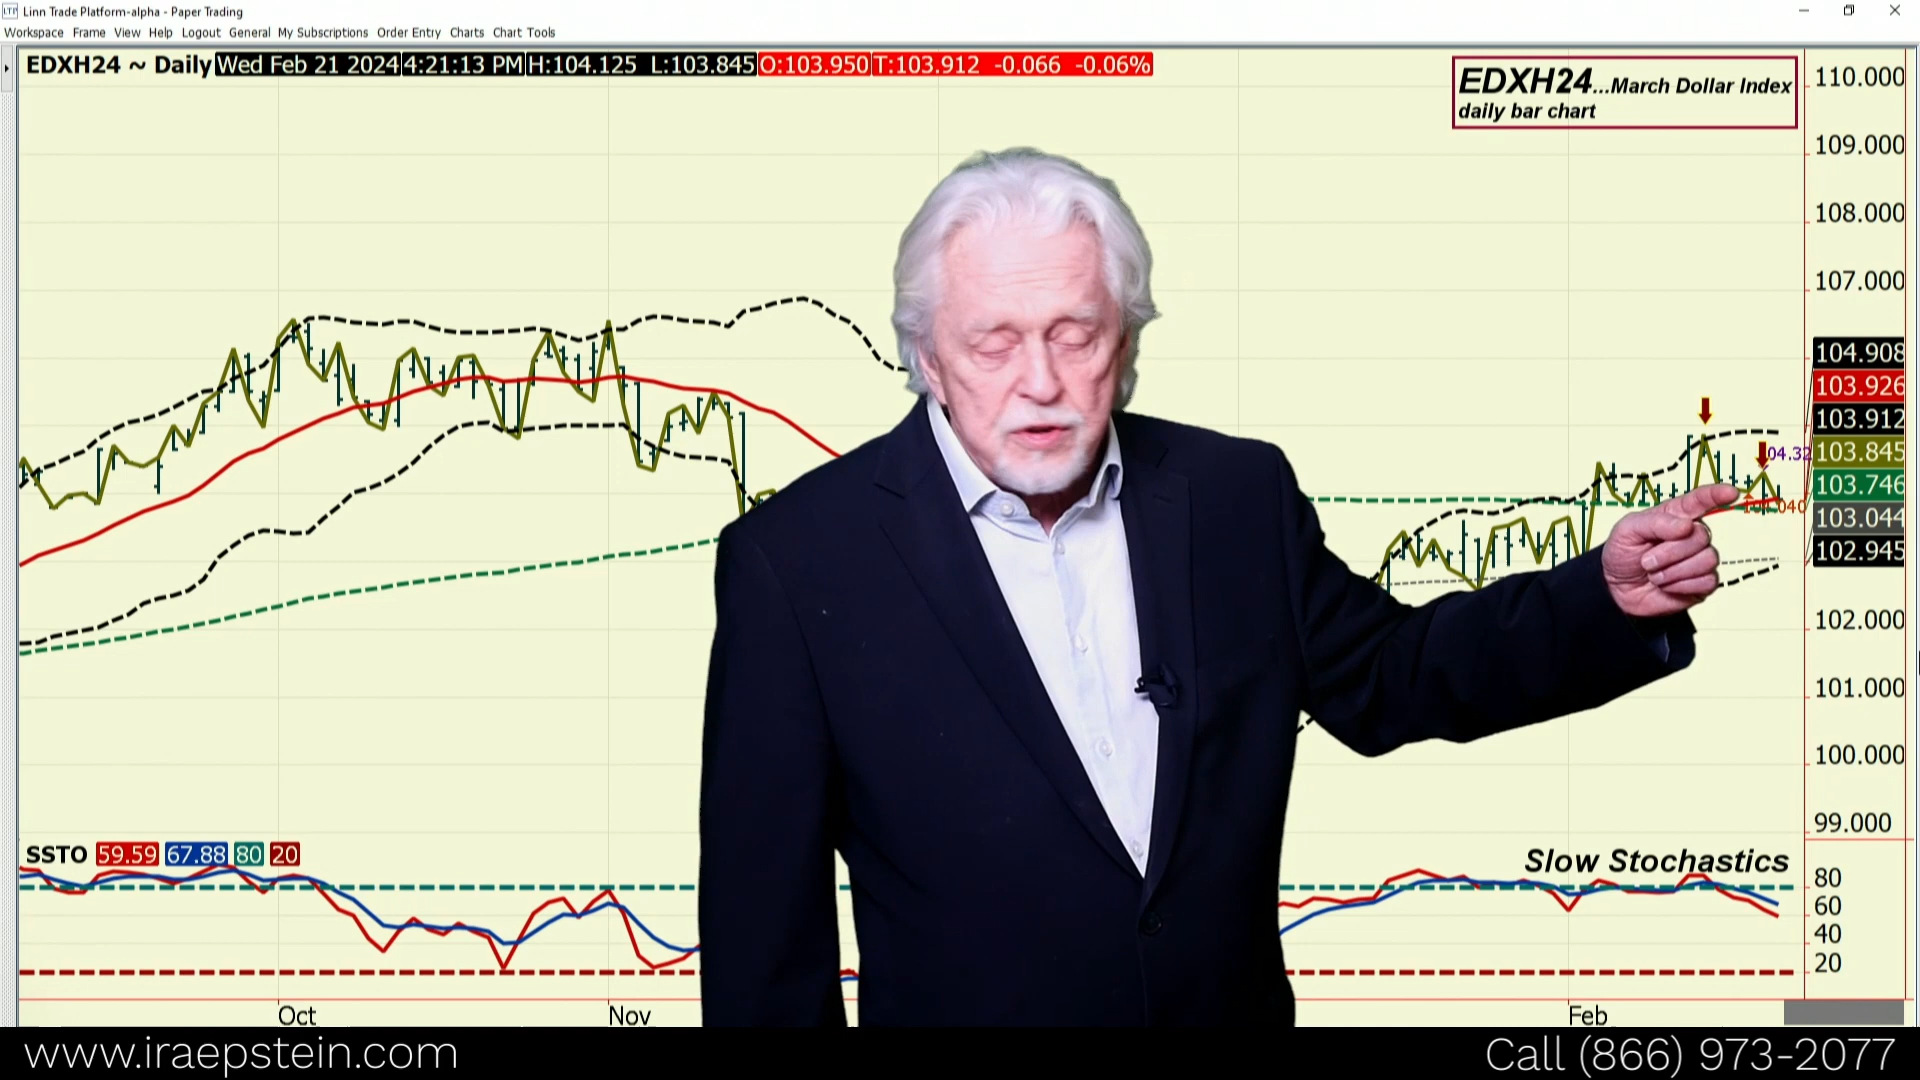 LTP Linn Trade Platform-alpha - Paper Trading
Workspace Frame View Help Logout General My Subscriptions Order Entry Charts Chart Tools
EDXH24 ~ Daily Wed Feb 21 2024 4:21:13 PM H:104.125 L:103.845 O:103.950 T:103.912 -0.066 -0.06%
EDXH24...March Dollar Index
daily bar chart
110.000
109.000
108.000
107.000
104.908
103.926
103.912
103.845
103.746
103.044
102.945
102.000
101.000
100.000
99.000
SSTO 59.59 67.88 80 20
Slow Stochastics
80
60
40
20
Oct Nov Feb
www.iraepstein.com Call (866) 973-2077